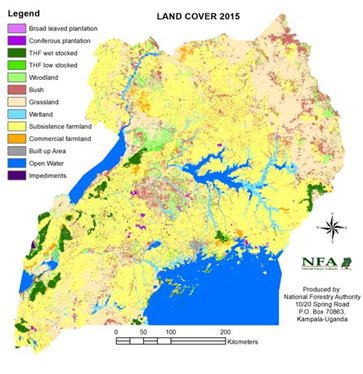 LAND COVER 2015
Legend
Broad leaved plantation
Coniferous plantation
THF wel stocked
THF low stocked
Woodland
Bush
Grassland
Wetland
Subsistence farmland
Commercial farmland
Built up Area
Open Water
Impediments
NFA
National Forestry Authority
Produced by:
National Forestry Authority
10/20 Spring Road
P.O. Box 70863,
Kampala-Uganda
0 50 100 200
Kilometers